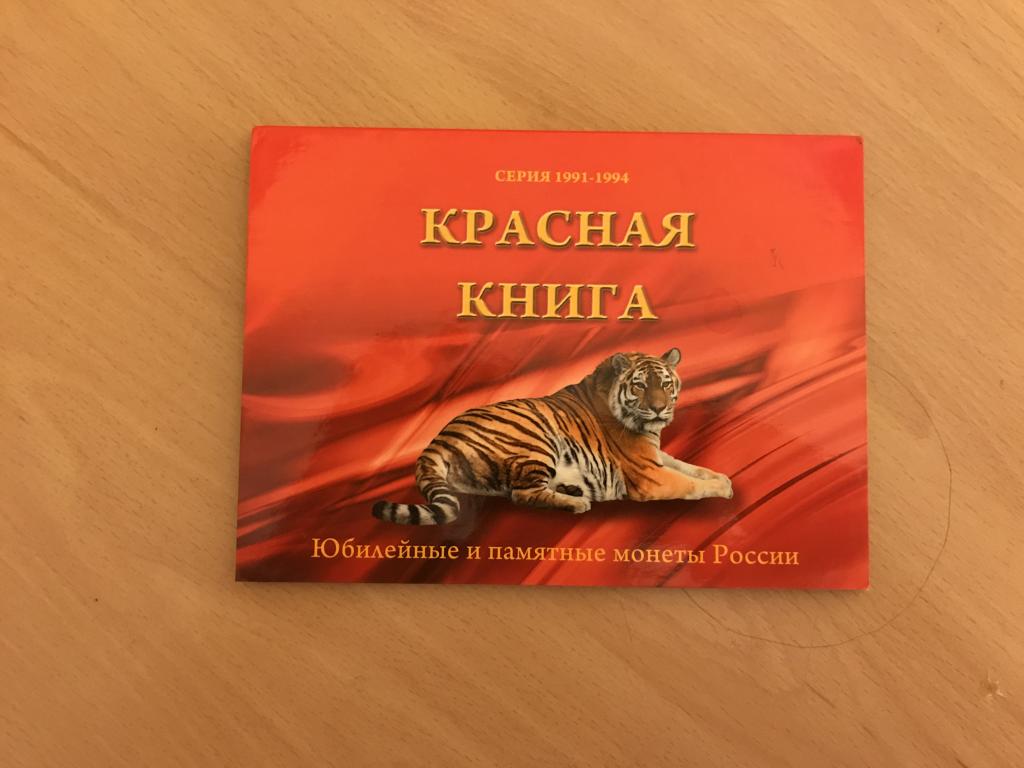 СЕРИЯ 1991-1994
КРАСНАЯ
КНИГА
Юбилейные и памятные монеты России